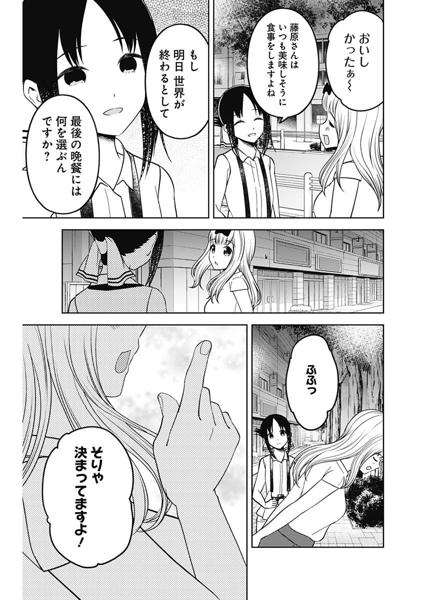 おいし
かったぁ〜
藤原さんは
いつも美味しそうに
食事をしますよね
もし
明日世界が
終わるとして
最後の晩餐には
何を選ぶん
ですか？
ふふっ
そりゃ
決まってますよ！